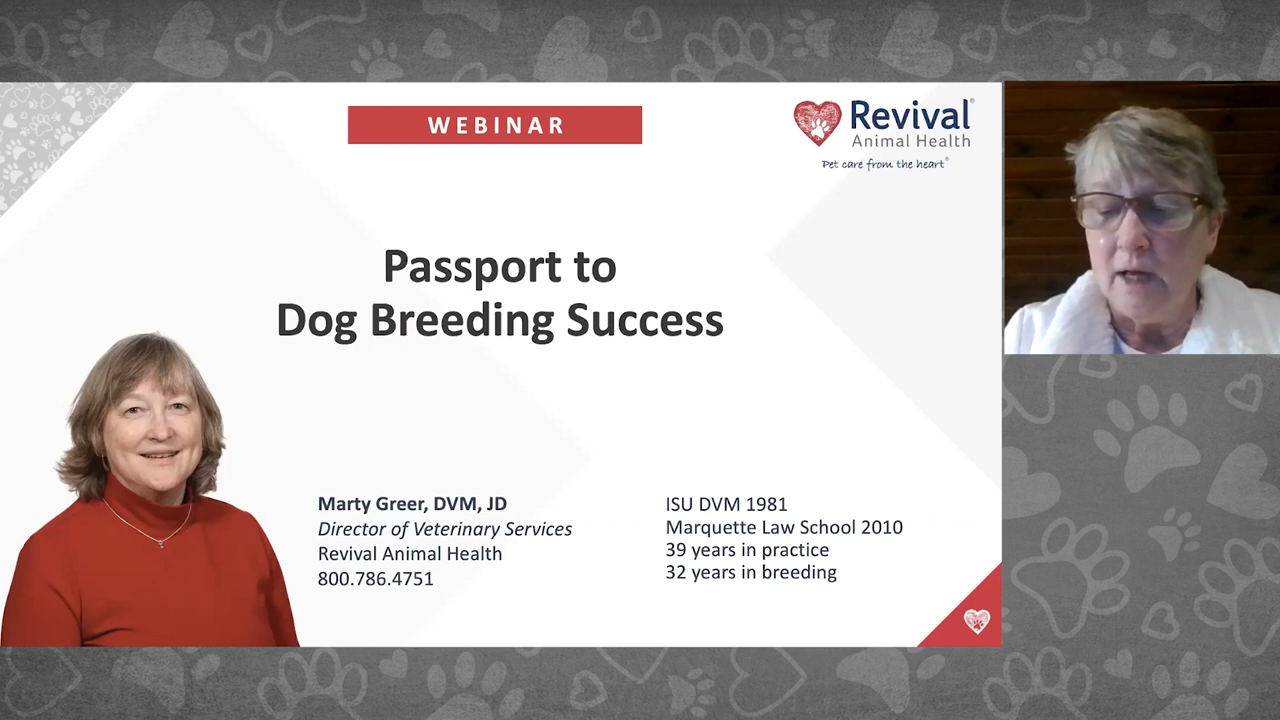 WEBINAR
Revival®
Animal Health
Pet care from the heart®
Passport to
Dog Breeding Success
Marty Greer, DVM, JD
Director of Veterinary Services
Revival Animal Health
800.786.4751
ISU DVM 1981
Marquette Law School 2010
39 years in practice
32 years in breeding